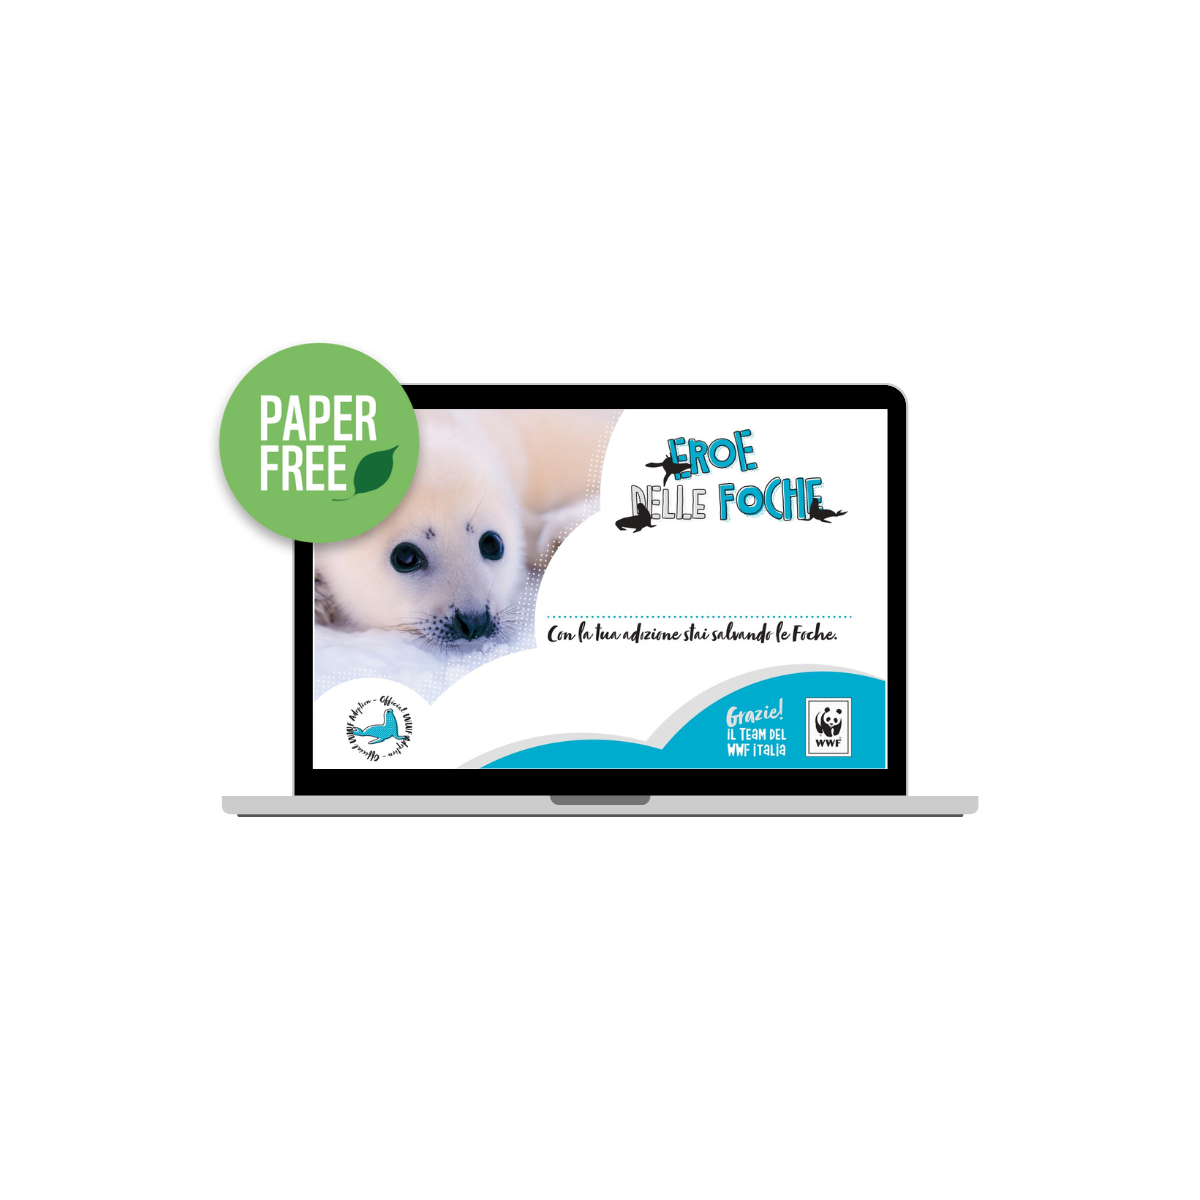 PAPER
FREE
EROE
DELLE FOCHE
Con la tua adozione stai salvando le Foche.
Official WWF Adoption - Official WWF Adoption -
Grazie!
IL TEAM DEL
WWF ITALIA
WWF